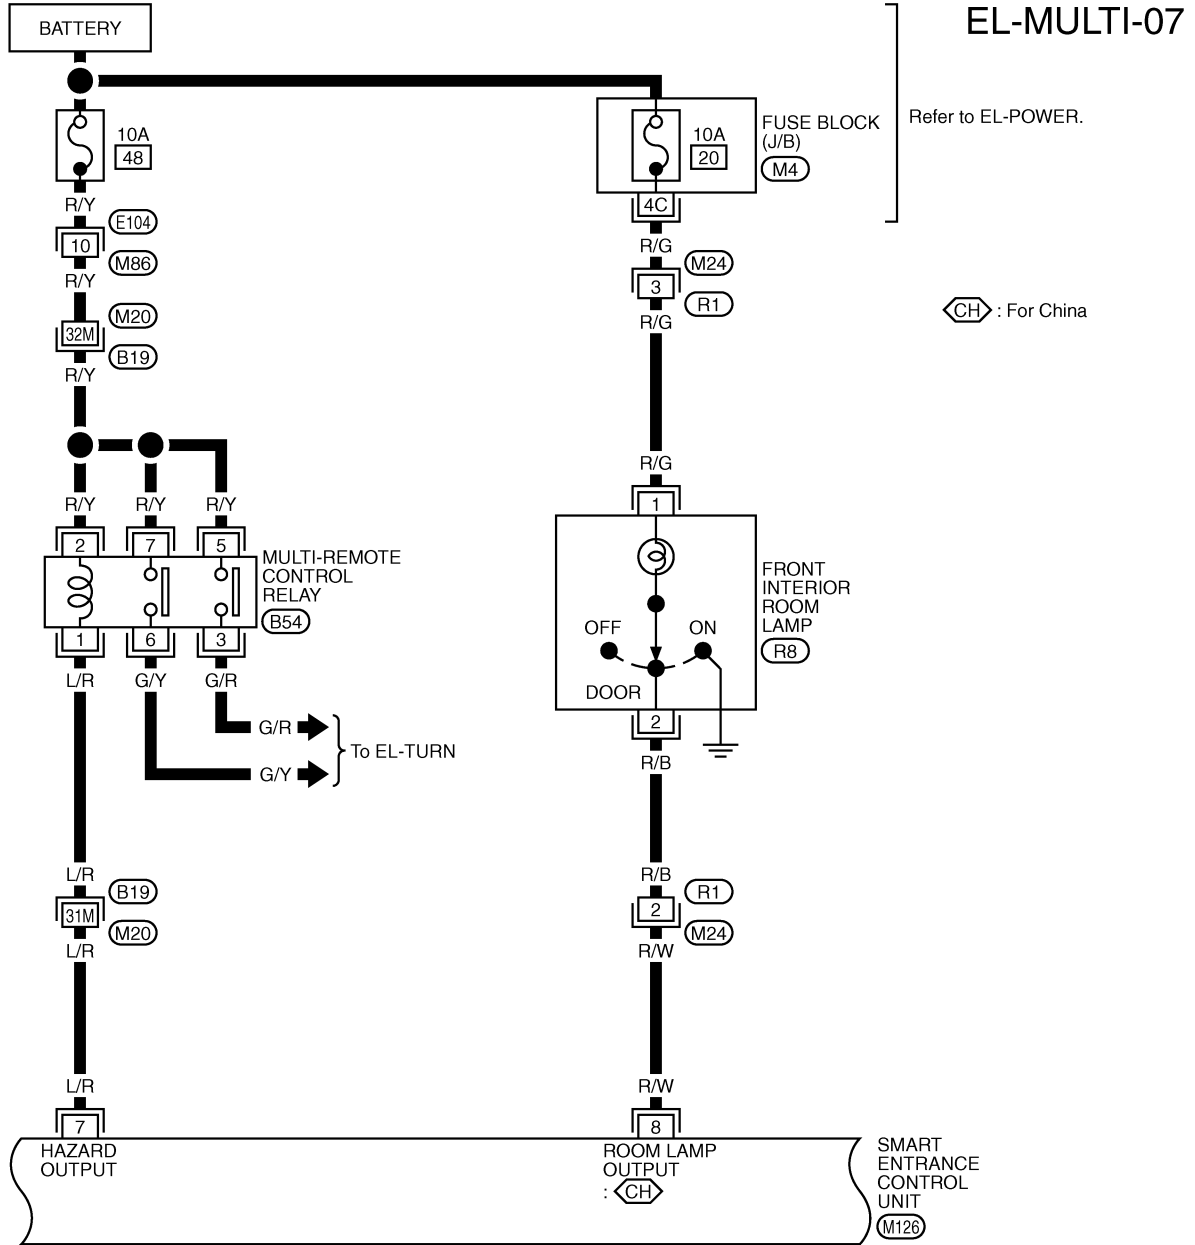 EL-MULTI-07
BATTERY
10A
48
10A
20
FUSE BLOCK
(J/B)
M4
Refer to EL-POWER.
R/Y
4C
E104
10
M86
R/G
M24
3
R1
R/Y
CH : For China
M20
32M
B19
R/G
R/Y
R/G
R/Y R/Y R/Y
1
2 7 5
MULTI-REMOTE
CONTROL
RELAY
B54
1 6 3
FRONT
INTERIOR
ROOM
LAMP
R8
OFF ON
DOOR
2
L/R G/Y G/R
G/R
G/Y
To EL-TURN
R/B
L/R
B19
31M
M20
L/R
R/B
R1
2
M24
R/W
L/R
R/W
7
8
HAZARD
OUTPUT
ROOM LAMP
OUTPUT
: CH
SMART
ENTRANCE
CONTROL
UNIT
M126